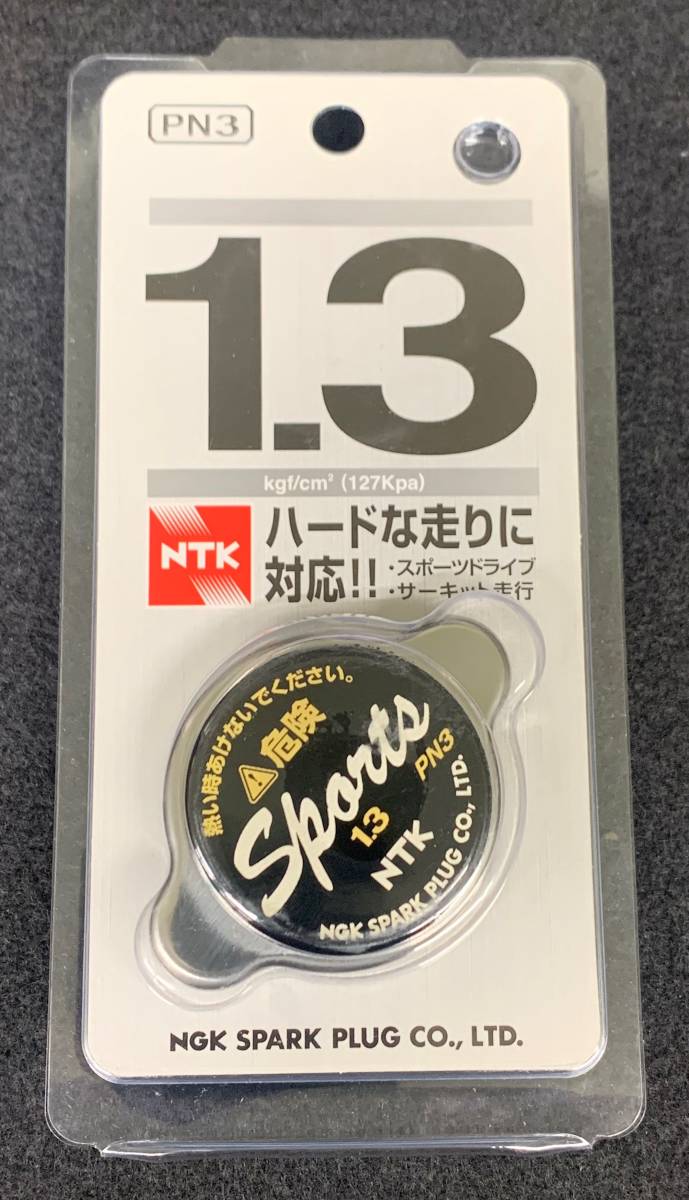 PN3
1.3
kgf/cm² (127Kpa)
NTK
ハードな走りに
対応!!
・スポーツドライブ
・サーキット走行
熱い時あけないでください。
危険
Sports
1.3
PN3
NTK
NGK SPARK PLUG CO., LTD.
NGK SPARK PLUG CO., LTD.